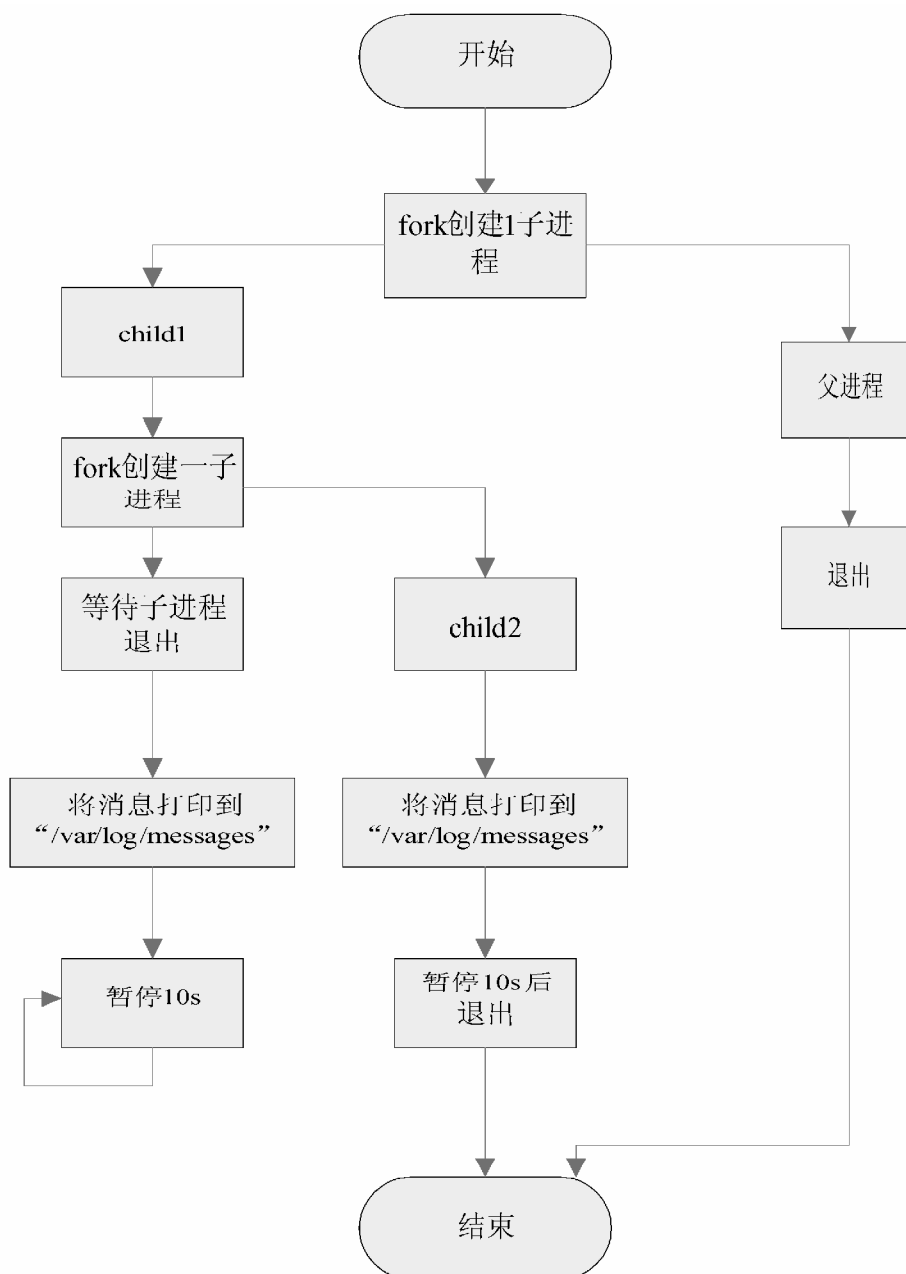 开始
fork创建1子进
程
child1
父进程
fork创建一子
进程
退出
等待子进程
退出
child2
将消息打印到
“/var/log/messages”
将消息打印到
“/var/log/messages”
暂停10s
暂停10s后
退出
结束